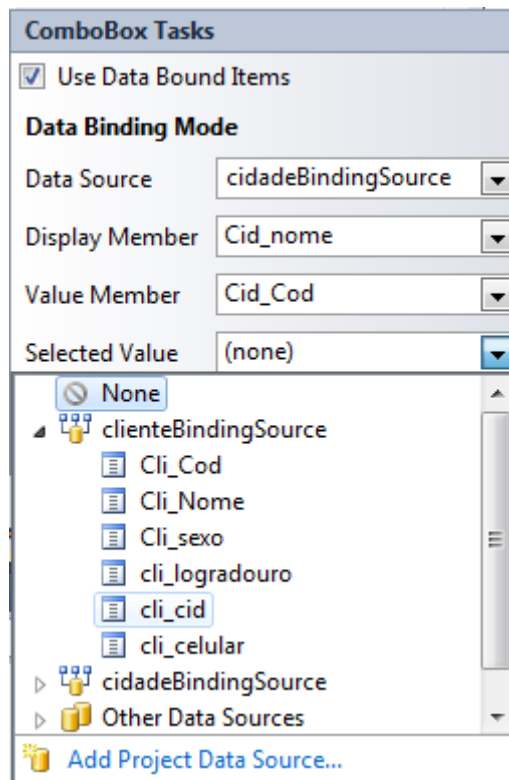 ComboBox Tasks
Use Data Bound Items
Data Binding Mode
Data Source cidadeBindingSource
Display Member Cid_nome
Value Member Cid_Cod
Selected Value (none)
None
clienteBindingSource
Cli_Cod
Cli_Nome
Cli_sexo
cli_logradouro
cli_cid
cli_celular
cidadeBindingSource
Other Data Sources
Add Project Data Source...